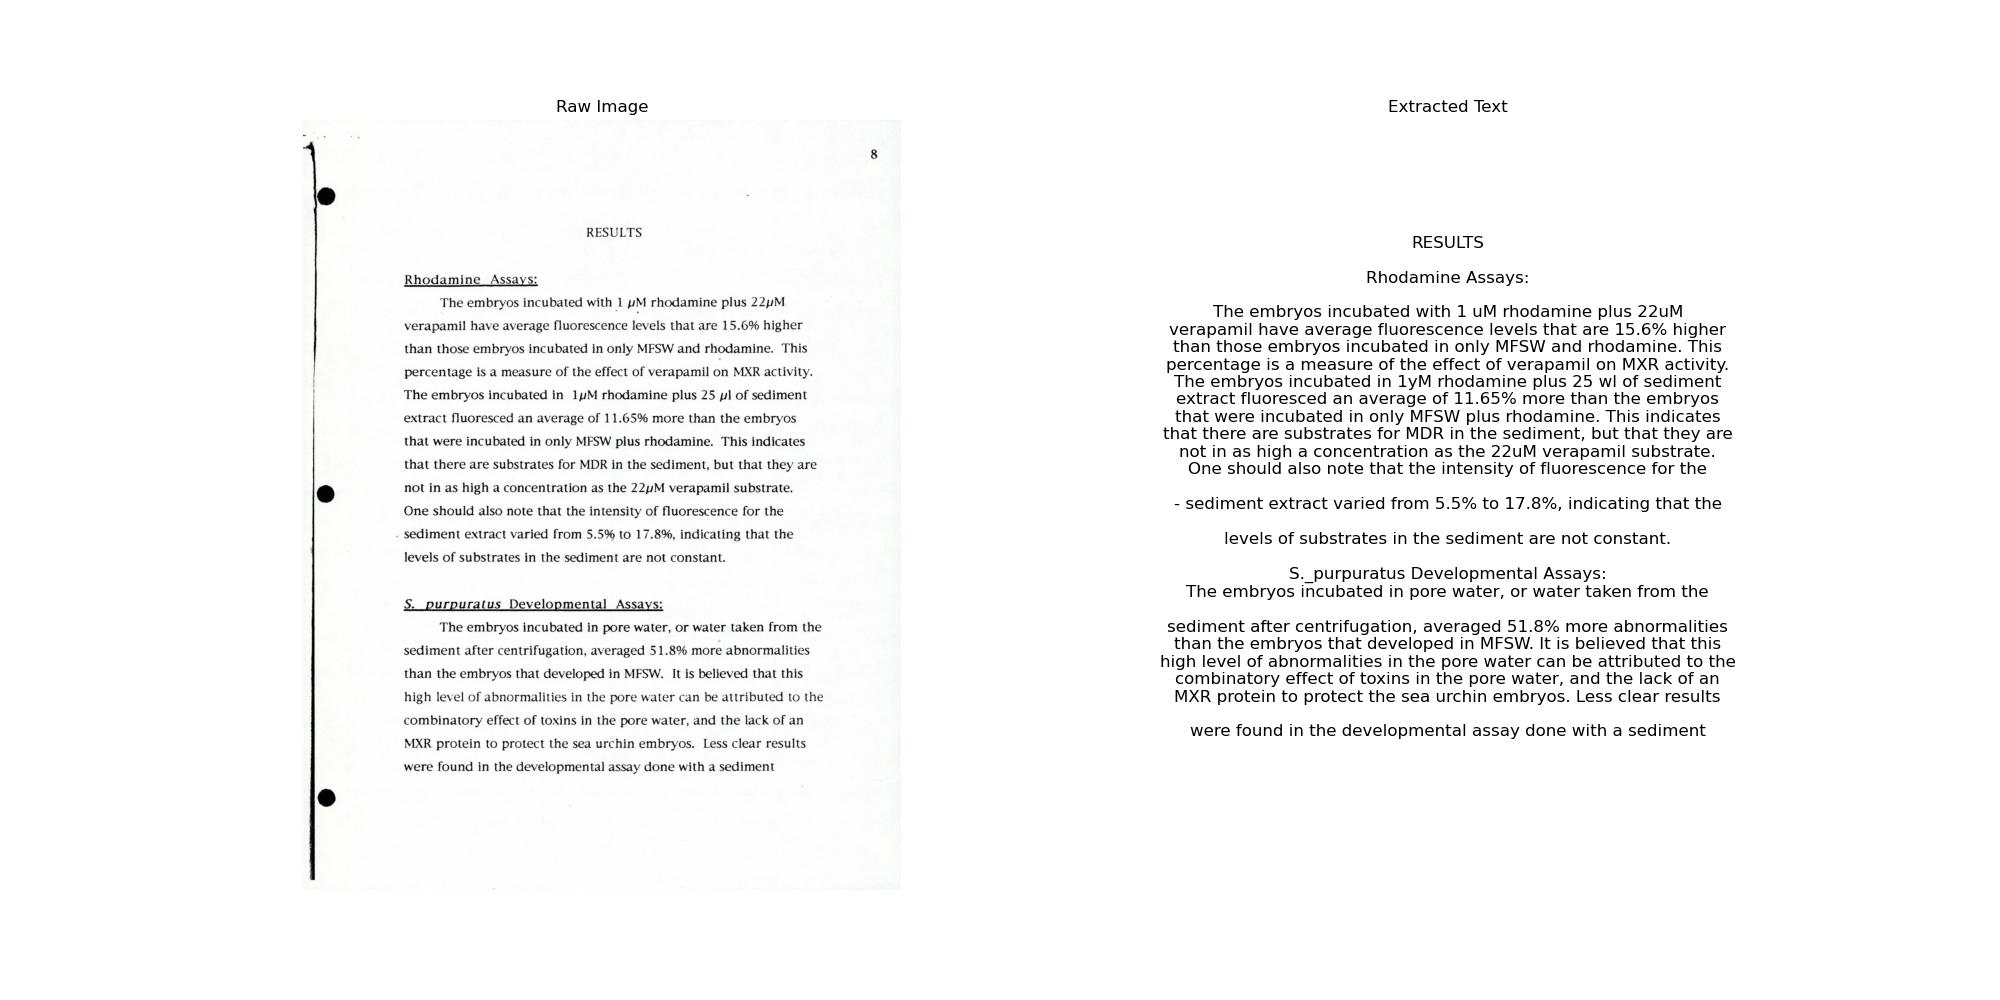 Raw Image
8
RESULTS
Rhodamine Assays:
The embryos incubated with 1 µM rhodamine plus 22µM
verapamil have average fluorescence levels that are 15.6% higher
than those embryos incubated in only MFSW and rhodamine. This
percentage is a measure of the effect of verapamil on MXR activity.
The embryos incubated in 1µM rhodamine plus 25 µl of sediment
extract fluoresced an average of 11.65% more than the embryos
that were incubated in only MFSW plus rhodamine. This indicates
that there are substrates for MDR in the sediment, but that they are
not in as high a concentration as the 22µM verapamil substrate.
One should also note that the intensity of fluorescence for the
sediment extract varied from 5.5% to 17.8%, indicating that the
levels of substrates in the sediment are not constant.
S. purpuratus Developmental Assays:
The embryos incubated in pore water, or water taken from the
sediment after centrifugation, averaged 51.8% more abnormalities
than the embryos that developed in MFSW. It is believed that this
high level of abnormalities in the pore water can be attributed to the
combinatory effect of toxins in the pore water, and the lack of an
MXR protein to protect the sea urchin embryos. Less clear results
were found in the developmental assay done with a sediment
Extracted Text
RESULTS
Rhodamine Assays:
The embryos incubated with 1 uM rhodamine plus 22uM
verapamil have average fluorescence levels that are 15.6% higher
than those embryos incubated in only MFSW and rhodamine. This
percentage is a measure of the effect of verapamil on MXR activity.
The embryos incubated in 1yM rhodamine plus 25 wl of sediment
extract fluoresced an average of 11.65% more than the embryos
that were incubated in only MFSW plus rhodamine. This indicates
that there are substrates for MDR in the sediment, but that they are
not in as high a concentration as the 22uM verapamil substrate.
One should also note that the intensity of fluorescence for the
- sediment extract varied from 5.5% to 17.8%, indicating that the
levels of substrates in the sediment are not constant.
S._purpuratus Developmental Assays:
The embryos incubated in pore water, or water taken from the
sediment after centrifugation, averaged 51.8% more abnormalities
than the embryos that developed in MFSW. It is believed that this
high level of abnormalities in the pore water can be attributed to the
combinatory effect of toxins in the pore water, and the lack of an
MXR protein to protect the sea urchin embryos. Less clear results
were found in the developmental assay done with a sediment